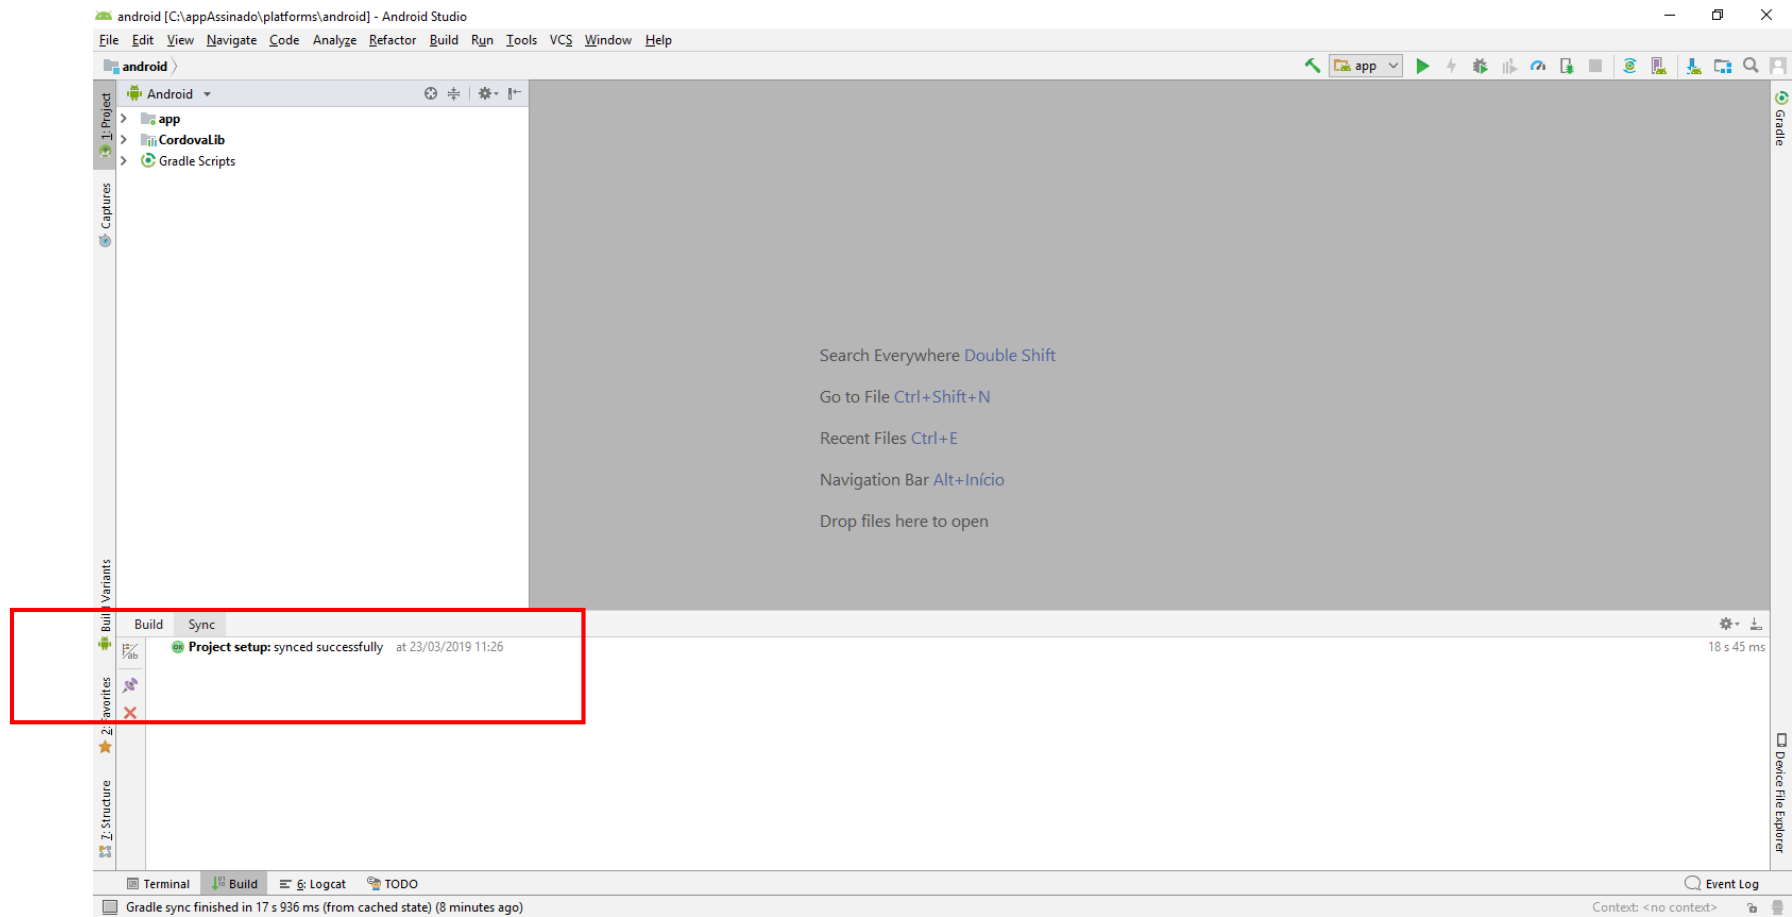 android [C:\appAssinado\platforms\android] - Android Studio
File Edit View Navigate Code Analyze Refactor Build Run Tools VCS Window Help
android
app
1: Project
Android
Gradle
app
CordovaLib
Gradle Scripts
Captures
Search Everywhere Double Shift
Go to File Ctrl+Shift+N
Recent Files Ctrl+E
Navigation Bar Alt+Início
Drop files here to open
Build Variants
Build Sync
OK Project setup: synced successfully at 23/03/2019 11:26
18 s 45 ms
2: Favorites
Device File Explorer
7: Structure
Terminal Build 6: Logcat TODO
Event Log
Gradle sync finished in 17 s 936 ms (from cached state) (8 minutes ago)
Context: <no context>